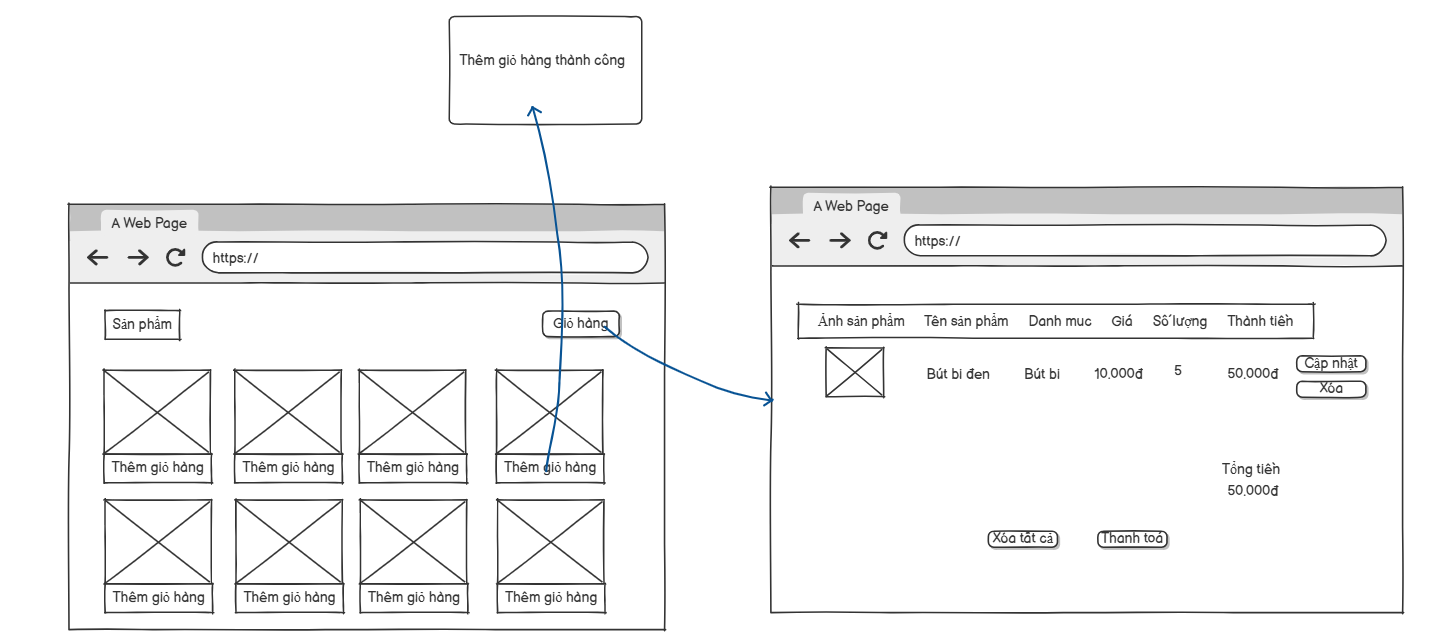 Thêm giỏ hàng thành công
A Web Page
https://
Sản phẩm
Giỏ hàng
Thêm giỏ hàng
Thêm giỏ hàng
Thêm giỏ hàng
Thêm giỏ hàng
Thêm giỏ hàng
Thêm giỏ hàng
Thêm giỏ hàng
Thêm giỏ hàng
A Web Page
https://
Ảnh sản phẩm Tên sản phẩm Danh mục Giá Số lượng Thành tiền
Bút bi đen Bút bi 10.000đ 5 50.000đ
Cập nhật
Xóa
Tổng tiền
50.000đ
Xóa tất cả Thanh toá